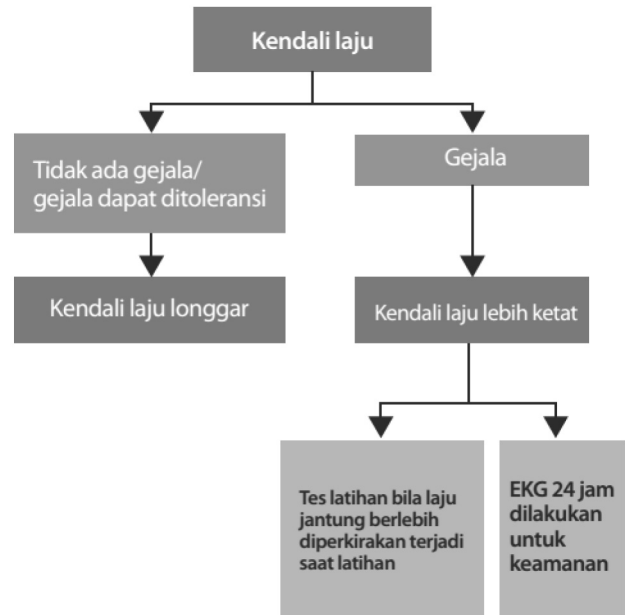 Kendali laju
Tidak ada gejala/
gejala dapat ditoleransi
Gejala
Kendali laju longgar
Kendali laju lebih ketat
Tes latihan bila laju
jantung berlebih
diperkirakan terjadi
saat latihan
EKG 24 jam
dilakukan
untuk
keamanan